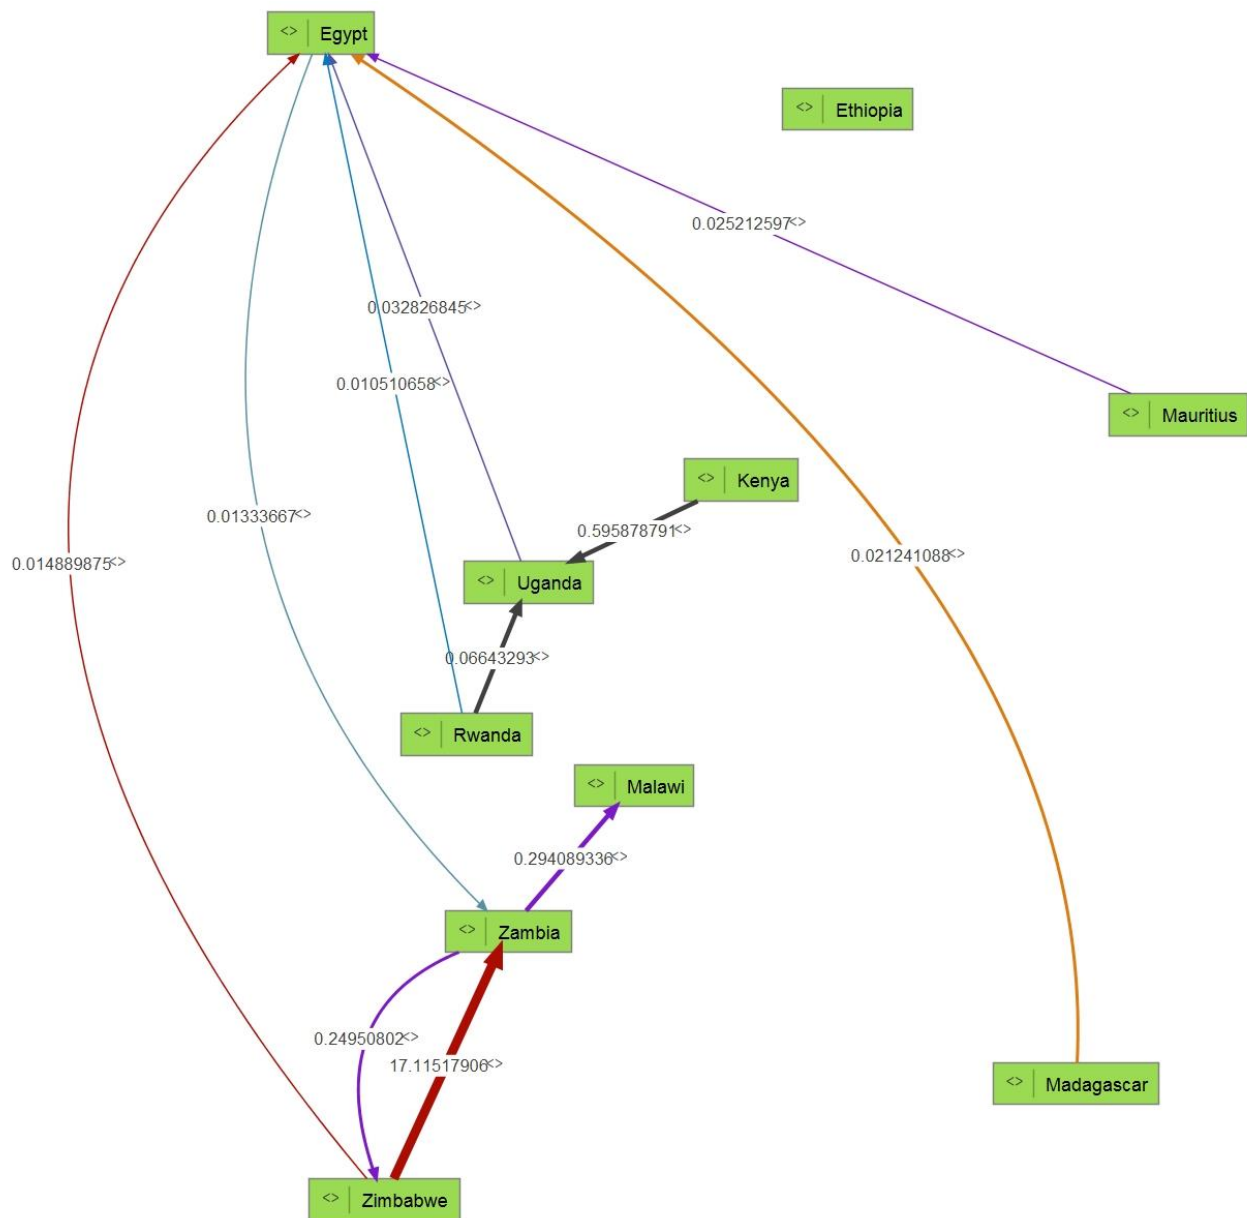 <> Egypt
<> Ethiopia
0.025212597<>
0.032826845<>
0.010510658<>
<> Mauritius
<> Kenya
0.01333667<>
0.595878791<>
0.014889875<>
0.021241088<>
<> Uganda
0.06643293<>
<> Rwanda
<> Malawi
0.294089336<>
<> Zambia
0.24950802<>
17.11517906<>
<> Madagascar
<> Zimbabwe